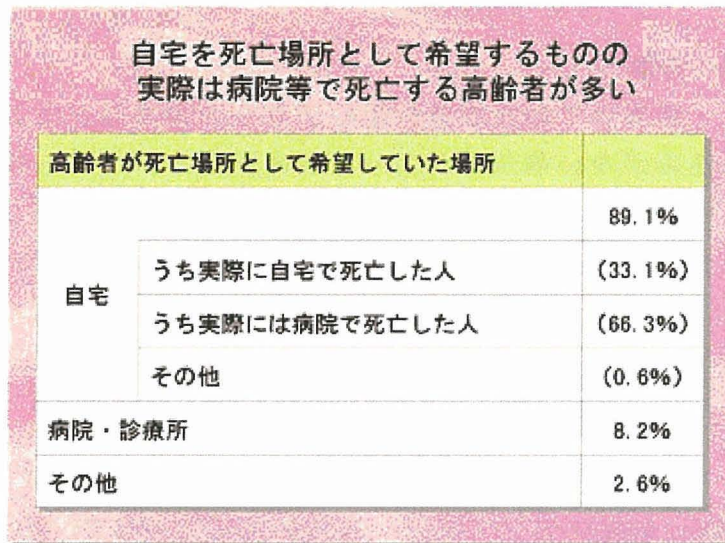 自宅を死亡場所として希望するものの
実際は病院等で死亡する高齢者が多い
高齢者が死亡場所として希望していた場所
89.1%
自宅
うち実際に自宅で死亡した人 (33.1%)
うち実際には病院で死亡した人 (66.3%)
その他 (0.6%)
病院・診療所 8.2%
その他 2.6%